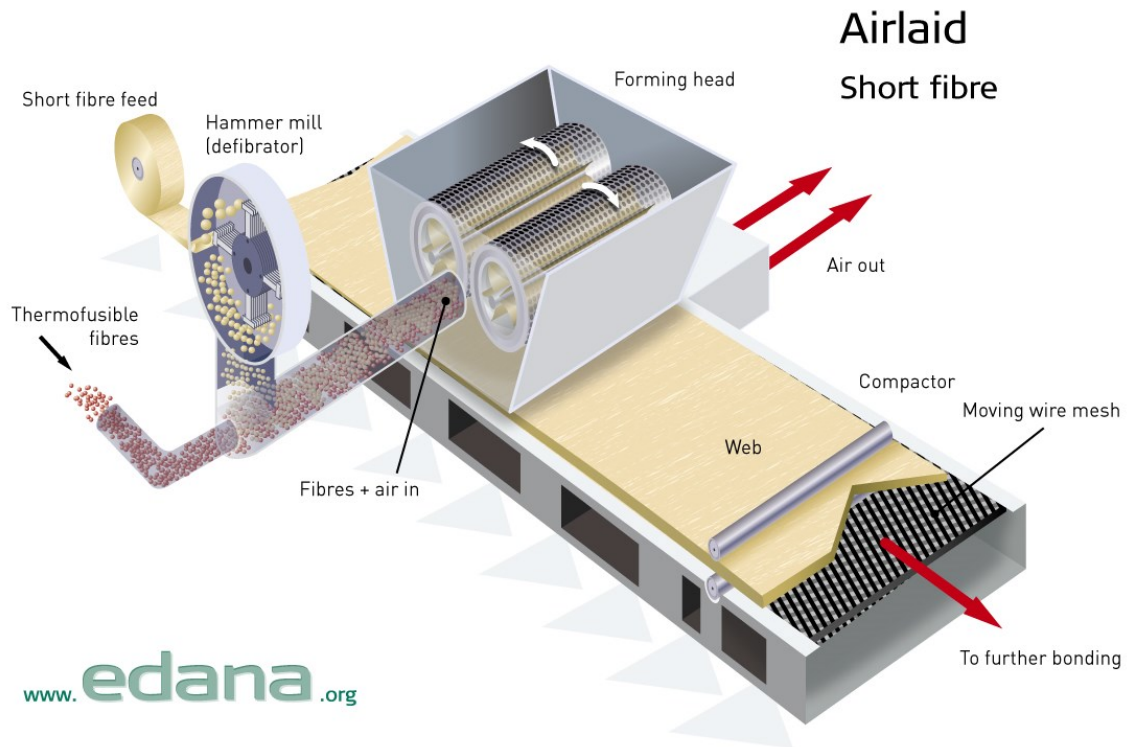 Airlaid
Short fibre
Short fibre feed
Hammer mill
(defibrator)
Forming head
Air out
Thermofusible
fibres
Fibres + air in
Compactor
Moving wire mesh
Web
To further bonding
www.edana.org